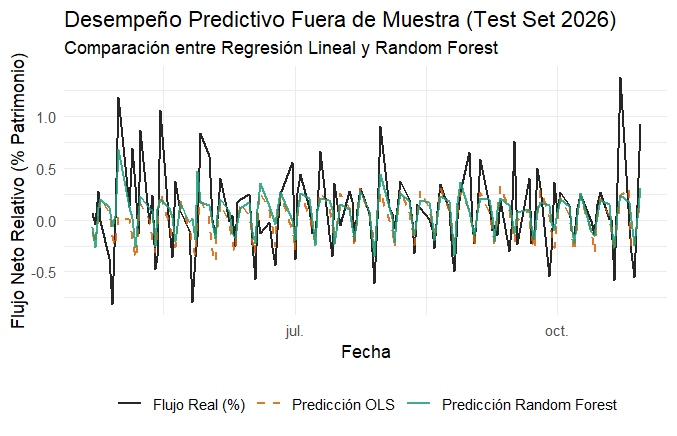 Desempeño Predictivo Fuera de Muestra (Test Set 2026)
Comparación entre Regresión Lineal y Random Forest
Flujo Neto Relativo (% Patrimonio)
1.0
0.5
0.0
-0.5
jul.
oct.
Fecha
Flujo Real (%)
Predicción OLS
Predicción Random Forest